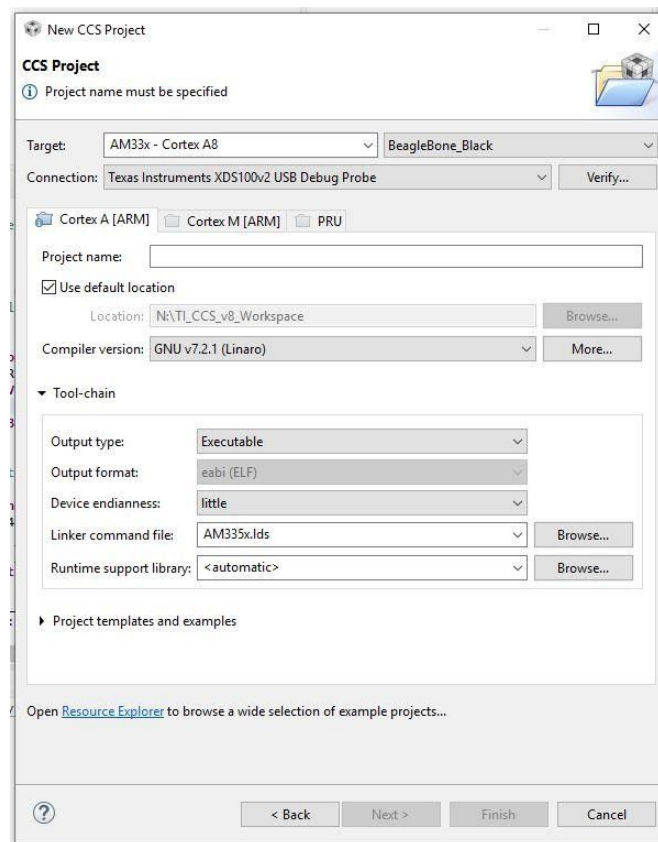 New CCS Project
CCS Project
Project name must be specified
Target: AM33x - Cortex A8 BeagleBone_Black
Connection: Texas Instruments XDS100v2 USB Debug Probe Verify...
Cortex A [ARM] Cortex M [ARM] PRU
Project name:
Use default location
Location: N:\TI_CCS_v8_Workspace Browse...
Compiler version: GNU v7.2.1 (Linaro) More...
Tool-chain
Output type: Executable
Output format: eabi (ELF)
Device endianness: little
Linker command file: AM335x.lds Browse...
Runtime support library: <automatic> Browse...
Project templates and examples
Open Resource Explorer to browse a wide selection of example projects...
? < Back Next > Finish Cancel